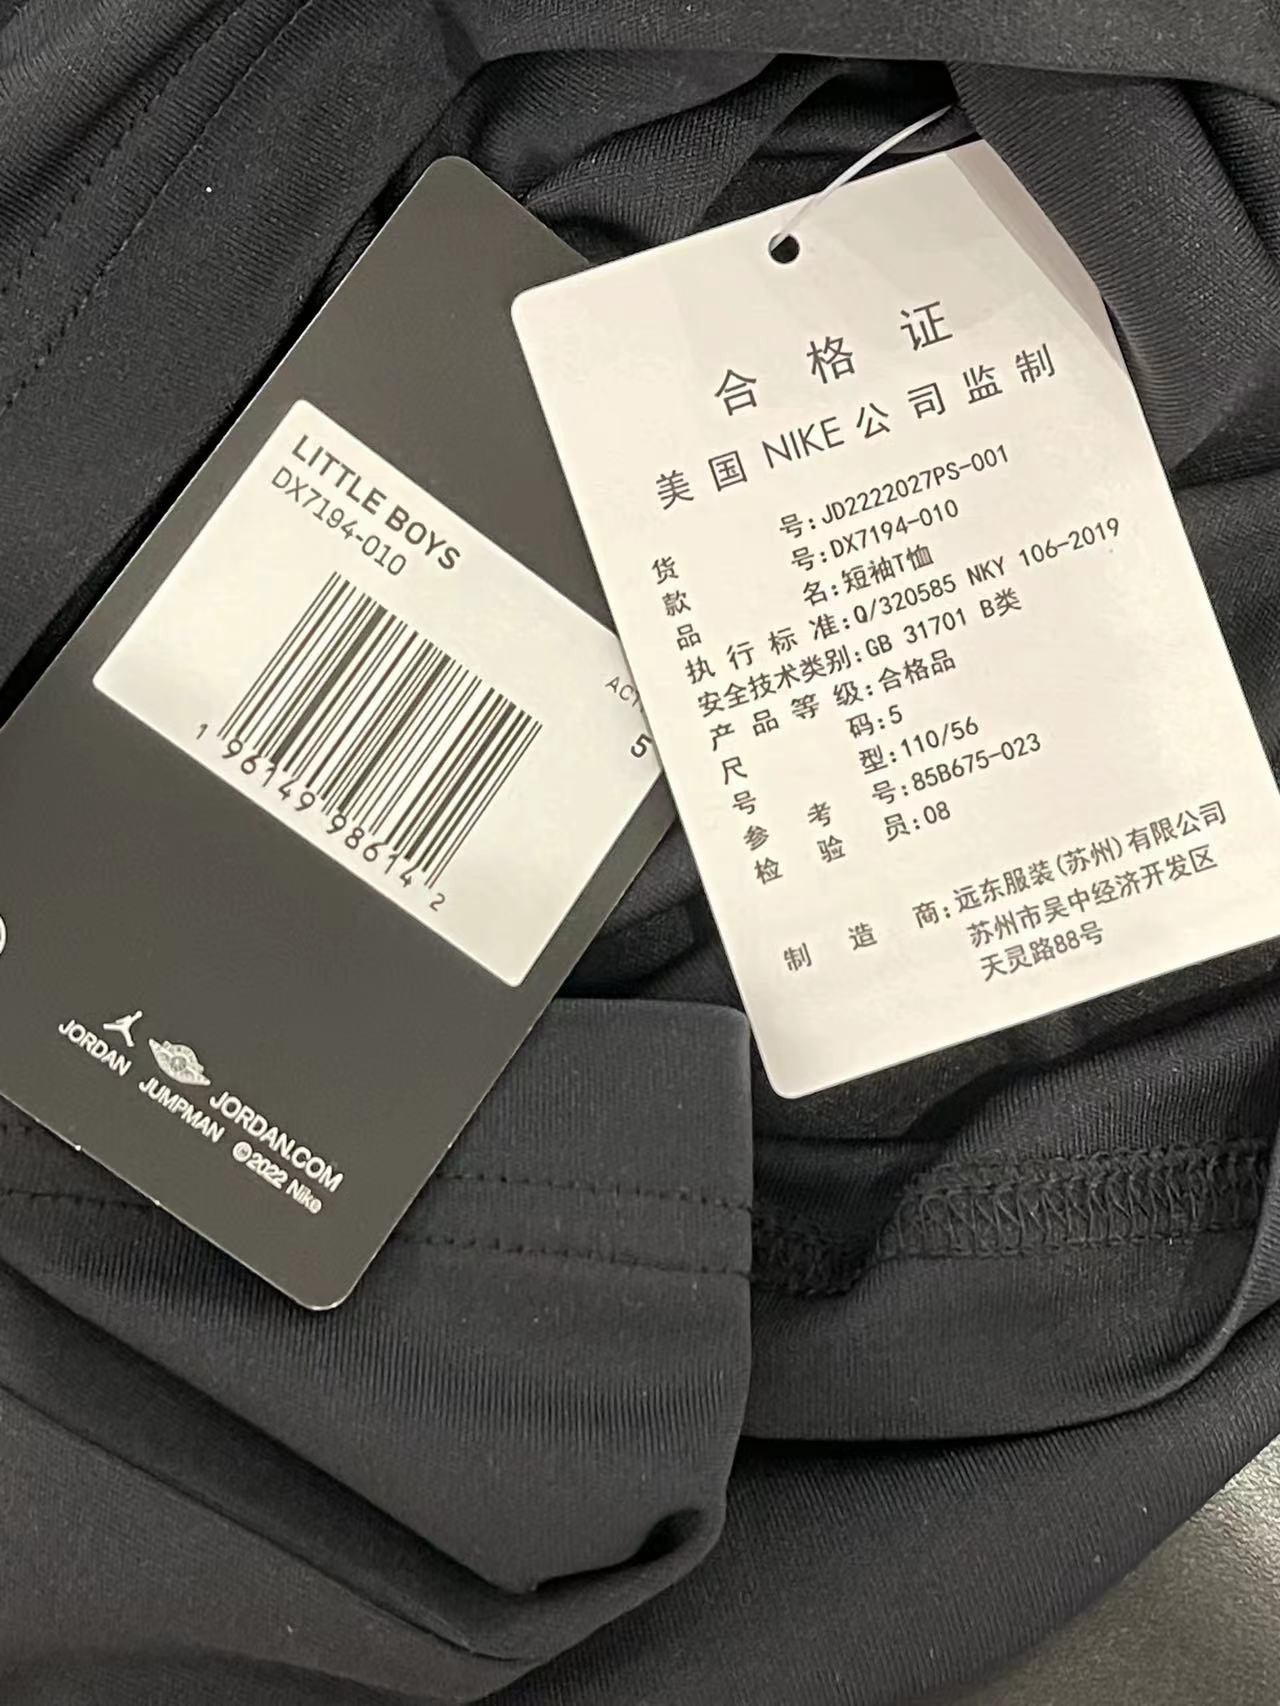 LITTLE BOYS
DX7194-010
ACT
5
1 96149 98614 2
JORDAN JUMPMAN JORDAN.COM
©2022 Nike
合格证
美国NIKE公司监制
货号:JD2222027PS-001
款号:DX7194-010
品名:短袖T恤
执行标准:Q/320585 NKY 106-2019
安全技术类别:GB 31701 B类
产品等级:合格品
尺码:5
号型:110/56
参考号:85B675-023
检验员:08
制造商:远东服装(苏州)有限公司
苏州市吴中经济开发区
天灵路88号